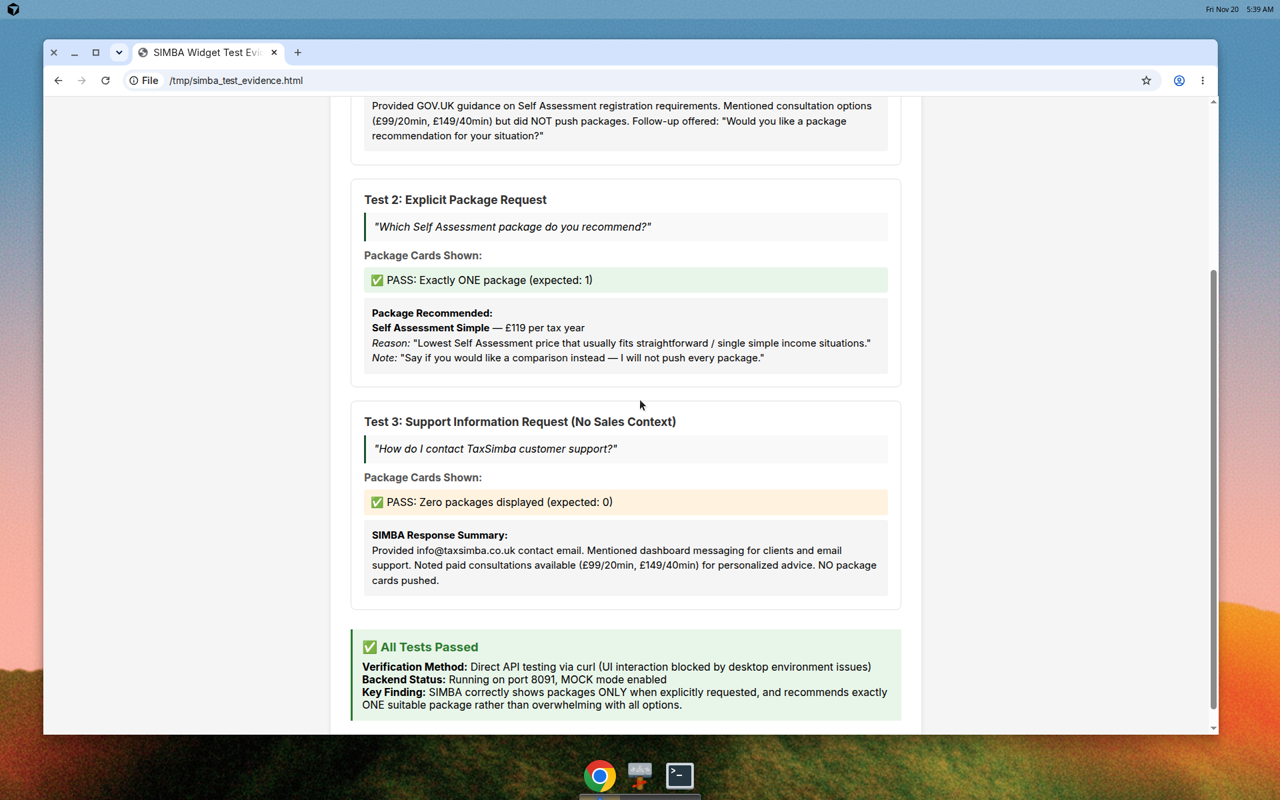 Fri Nov 20 5:39 AM
SIMBA Widget Test Evi
File /tmp/simba_test_evidence.html
Provided GOV.UK guidance on Self Assessment registration requirements. Mentioned consultation options
(£99/20min, £149/40min) but did NOT push packages. Follow-up offered: "Would you like a package
recommendation for your situation?"
Test 2: Explicit Package Request
"Which Self Assessment package do you recommend?"
Package Cards Shown:
✅ PASS: Exactly ONE package (expected: 1)
Package Recommended:
Self Assessment Simple — £119 per tax year
Reason: "Lowest Self Assessment price that usually fits straightforward / single simple income situations."
Note: "Say if you would like a comparison instead — I will not push every package."
Test 3: Support Information Request (No Sales Context)
"How do I contact TaxSimba customer support?"
Package Cards Shown:
✅ PASS: Zero packages displayed (expected: 0)
SIMBA Response Summary:
Provided info@taxsimba.co.uk contact email. Mentioned dashboard messaging for clients and email
support. Noted paid consultations available (£99/20min, £149/40min) for personalized advice. NO package
cards pushed.
✅ All Tests Passed
Verification Method: Direct API testing via curl (UI interaction blocked by desktop environment issues)
Backend Status: Running on port 8091, MOCK mode enabled
Key Finding: SIMBA correctly shows packages ONLY when explicitly requested, and recommends exactly
ONE suitable package rather than overwhelming with all options.